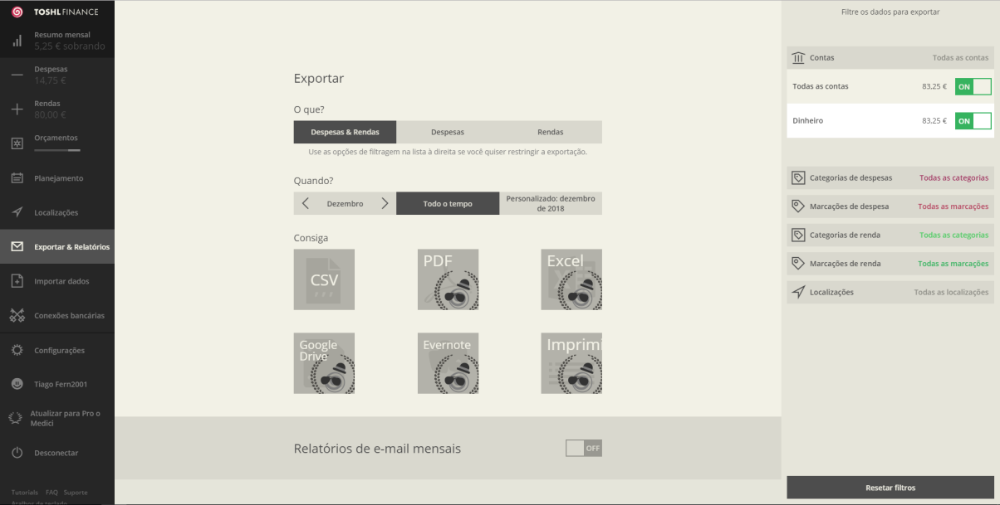 TOSHL FINANCE
Resumo mensal
5,25 € sobrando
Despesas
14,75 €
Rendas
80,00 €
Orçamentos
Planejamento
Localizações
Exportar & Relatórios
Importar dados
Conexões bancárias
Configurações
Tiago Fern2001
Atualizar para Pro o
Medici
Desconectar
Tutorials FAQ Suporte
Atalhos de teclado
Exportar
O que?
Despesas & Rendas Despesas Rendas
Use as opções de filtragem na lista à direita se você quiser restringir a exportação.
Quando?
Dezembro Todo o tempo Personalizado: dezembro
de 2018
Consiga
CSV PDF Excel
Google
Drive Evernote Imprimi
Relatórios de e-mail mensais OFF
Filtre os dados para exportar
Contas Todas as contas
Todas as contas 83,25 € ON
Dinheiro 83,25 € ON
Categorias de despesas Todas as categorias
Marcações de despesa Todas as marcações
Categorias de renda Todas as categorias
Marcações de renda Todas as marcações
Localizações Todas as localizações
Resetar filtros